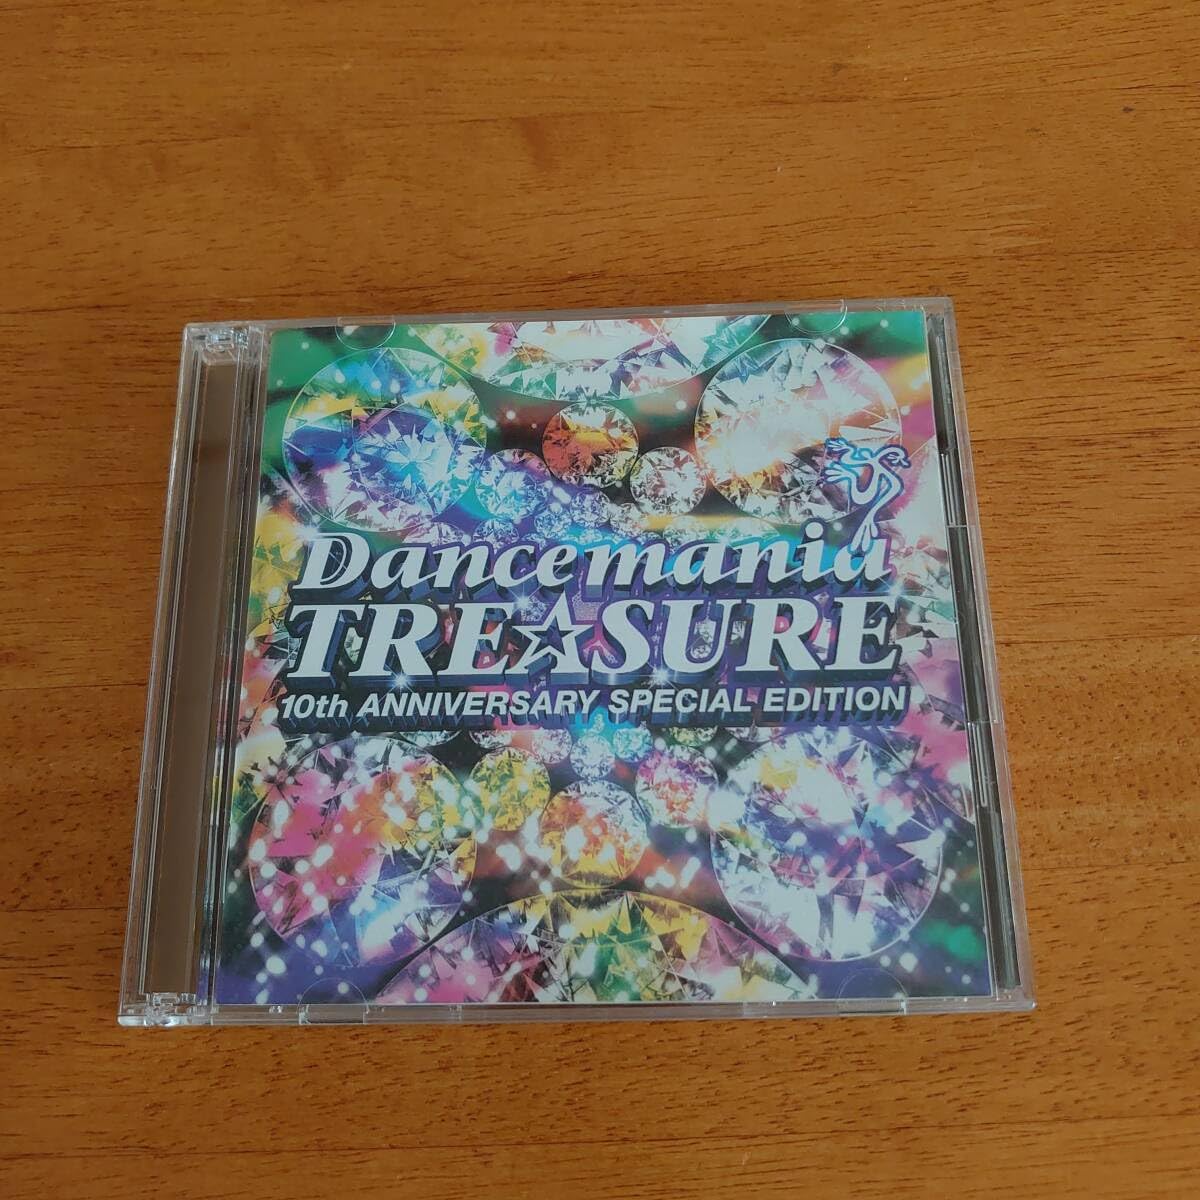 Dancemania
TRE☆SURE
10th ANNIVERSARY SPECIAL EDITION